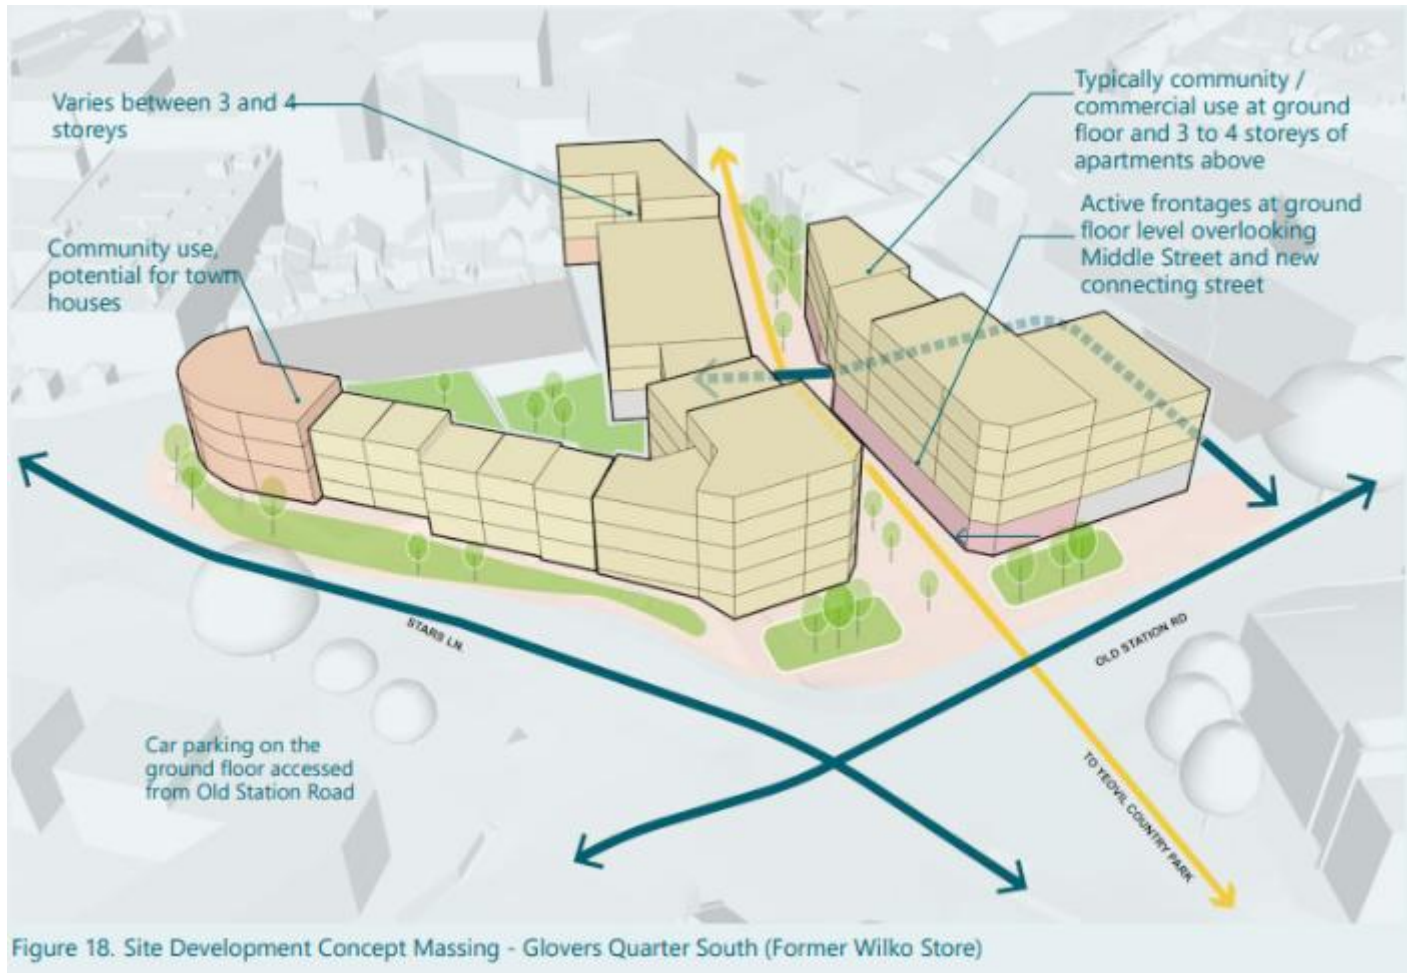 Varies between 3 and 4
storeys
Typically community /
commercial use at ground
floor and 3 to 4 storeys of
apartments above
Active frontages at ground
floor level overlooking
Middle Street and new
connecting street
Community use,
potential for town
houses
STARS LN.
OLD STATION RD
TO YEOVIL COUNTRY PARK
Car parking on the
ground floor accessed
from Old Station Road
Figure 18. Site Development Concept Massing - Glovers Quarter South (Former Wilko Store)